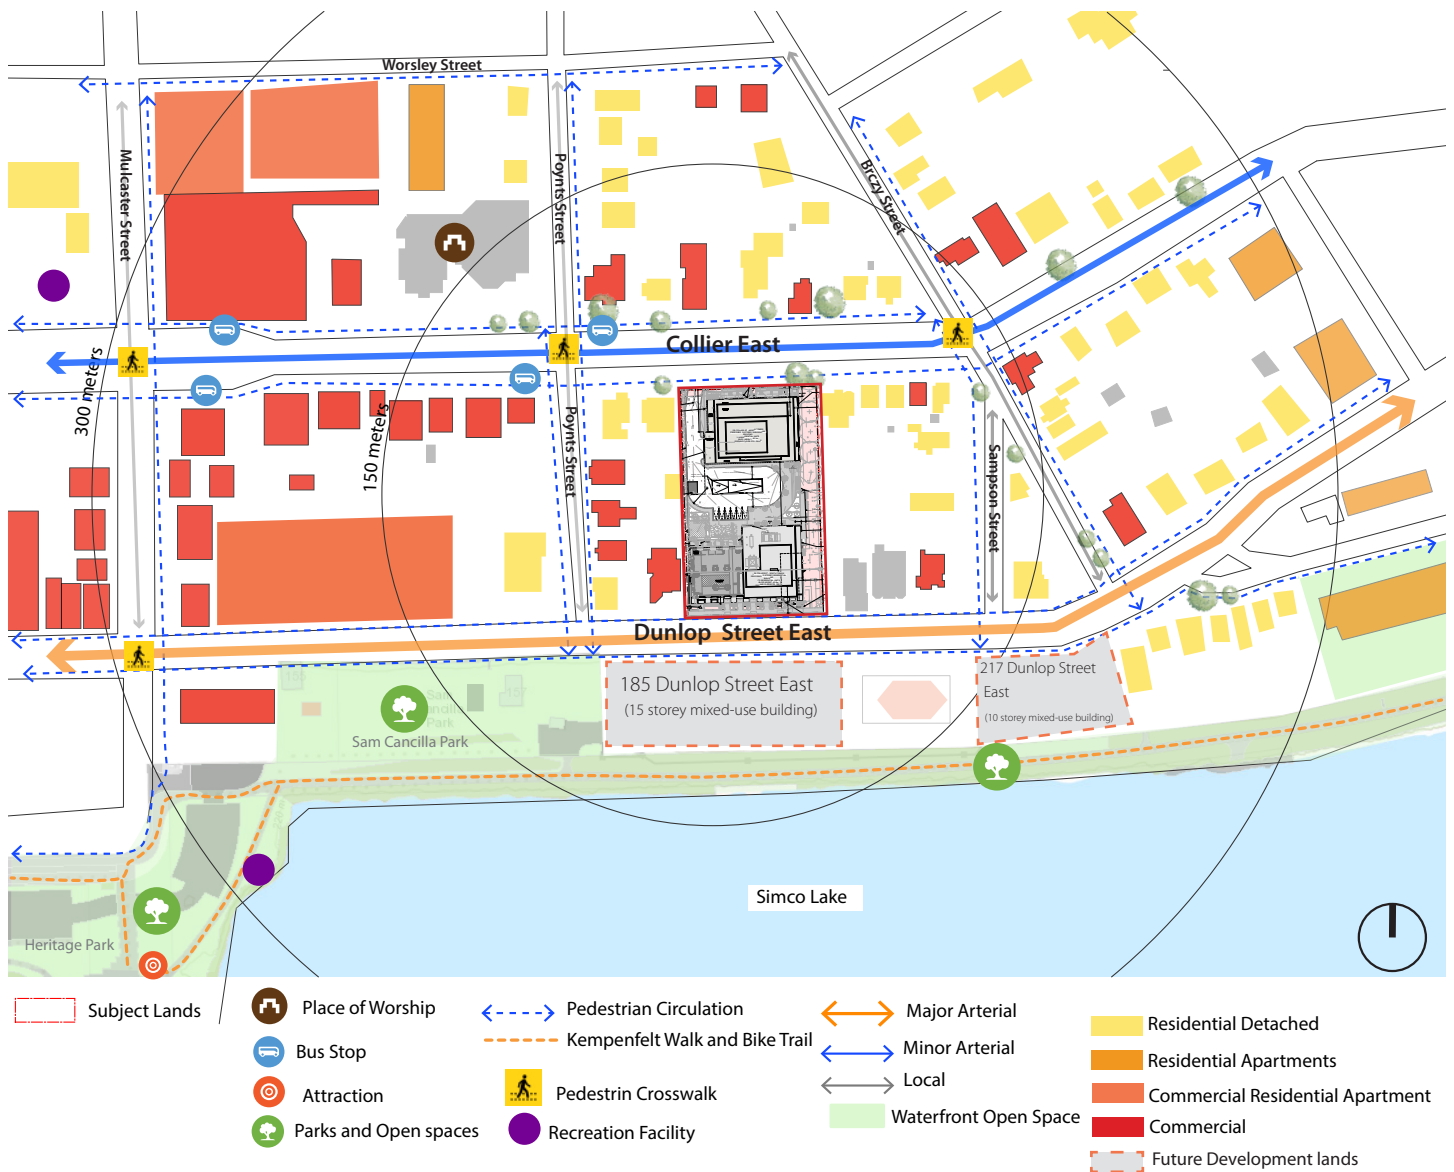 Worsley Street
Mulcaster Street
Poynts Street
Brczy Street
Collier East
300 meters
150 meters
Poynts Street
Sampson Street
Dunlop Street East
185 Dunlop Street East
(15 storey mixed-use building)
217 Dunlop Street
East
(10 storey mixed-use building)
155
157
Sam
Park
Sam Cancilla Park
Simco Lake
Heritage Park
Subject Lands
Place of Worship
Bus Stop
Attraction
Parks and Open spaces
Pedestrian Circulation
Kempenfelt Walk and Bike Trail
Pedestrin Crosswalk
Recreation Facility
Major Arterial
Minor Arterial
Local
Waterfront Open Space
Residential Detached
Residential Apartments
Commercial Residential Apartment
Commercial
Future Development lands